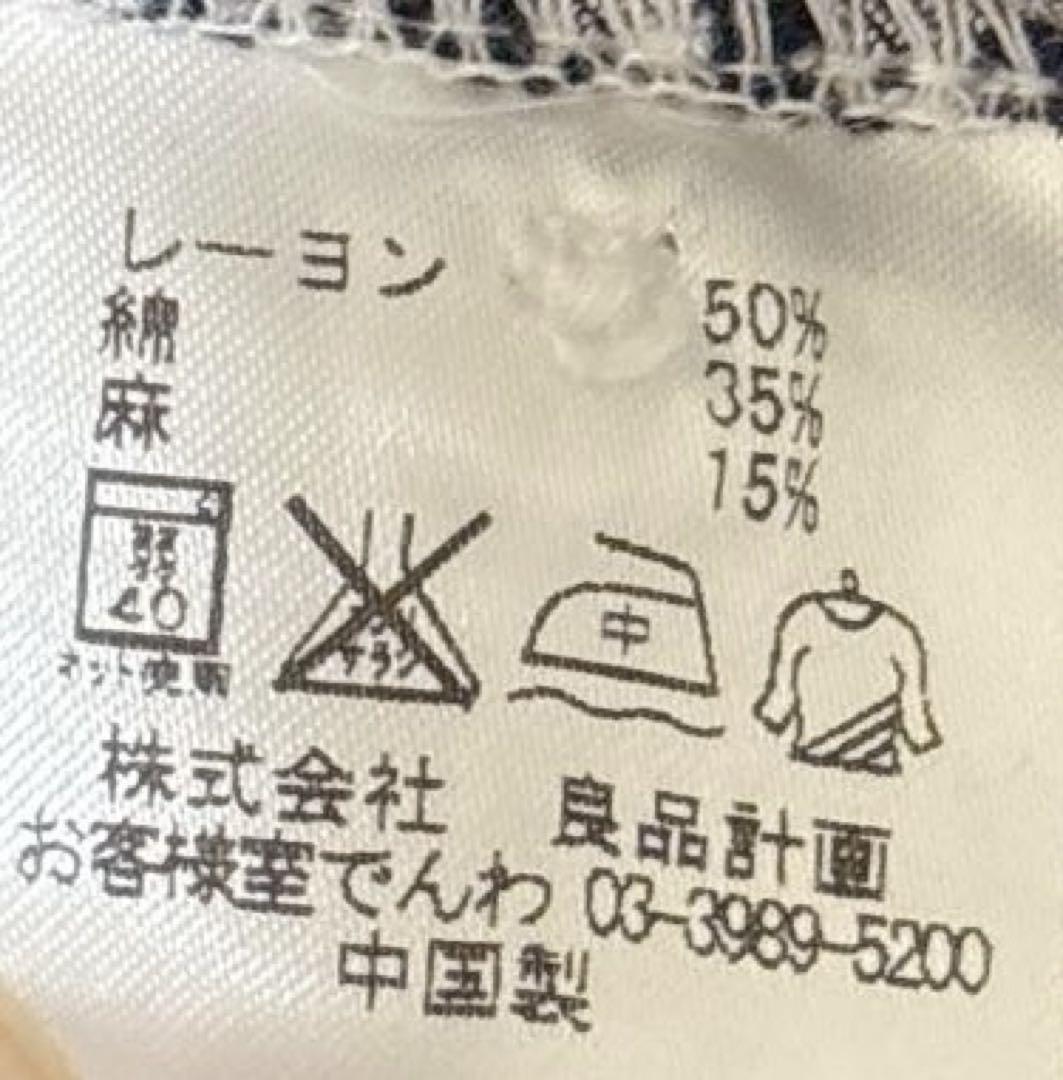 レーヨン 50%
綿 35%
麻 15%
弱
40
ネット使用
サラシ
中
株式会社 良品計画
お客様室でんわ 03-3989-5200
中国製